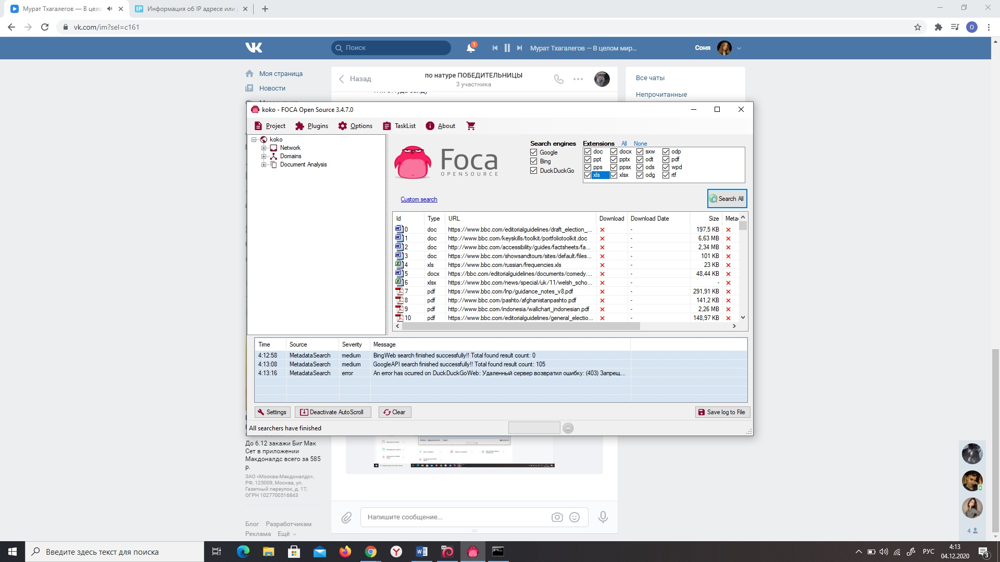 Мурат Тхагалегов — В цело
Информация об IP адресе или
vk.com/im?sel=c161
O
Поиск
1
Мурат Тхагалегов — В целом мир...
Соня
Моя страница
Новости
Назад
по натуре ПОБЕДИТЕЛЬНИЦЫ
3 участника
Все чаты
Непрочитанные
koko - FOCA Open Source 3.4.7.0
Project
Plugins
Options
TaskList
About
koko
Network
Domains
Document Analysis
Foca
OPENSOURCE
Search engines
Google
Bing
DuckDuckGo
Extensions All None
doc docx sxw odp
ppt pptx odt pdf
pps ppsx ods wpd
xls xlsx odg rtf
Custom search
Search All
Id Type URL Download Download Date Size Metad
0 doc https://www.bbc.com/editorialguidelines/draft_election_... - 197,5 KB
1 doc http://www.bbc.com/keyskills/toolkit/portfoliotoolkit.doc - 6,63 MB
2 doc http://www.bbc.com/accessibility/guides/factsheets/fa... - 2,34 MB
3 doc https://www.bbc.com/showsandtours/sites/default/files... - 101 KB
4 xls https://www.bbc.com/russian/frequencies.xls - 23 KB
5 docx https://bbc.com/editorialguidelines/documents/comedy.... - 48,44 KB
6 xlsx https://www.bbc.com/news/special/uk/11/welsh_scho... - -
7 pdf https://www.bbc.com/lnp/guidance_notes_v8.pdf - 291,91 KB
8 pdf http://www.bbc.com/pashto/afghanistanpashto.pdf - 141,2 KB
9 pdf http://www.bbc.com/indonesia/wallchart_indonesian.pdf - 2,26 MB
10 pdf https://www.bbc.com/editorialguidelines/general_electio... - 148,97 KB
Time Source Severity Message
4:12:58 MetadataSearch medium BingWeb search finished successfully!! Total found result count: 0
4:13:08 MetadataSearch medium GoogleAPI search finished successfully!! Total found result count: 105
4:13:16 MetadataSearch error An error has ocurred on DuckDuckGoWeb: Удаленный сервер возвратил ошибку: (403) Запрещ...
Settings
Deactivate AutoScroll
Clear
Save log to File
All searchers have finished
До 6.12 закажи Биг Мак
Сет в приложении
Макдоналдс всего за 585
р.
ЗАО «Москва-Макдоналдс»,
РФ, 125009, Москва, ул.
Газетный переулок, д. 17,
ОГРН 1027700516843
Блог Разработчикам
Реклама Ещё
Напишите сообщение...
4
Введите здесь текст для поиска
РУС
4:13
04.12.2020
3